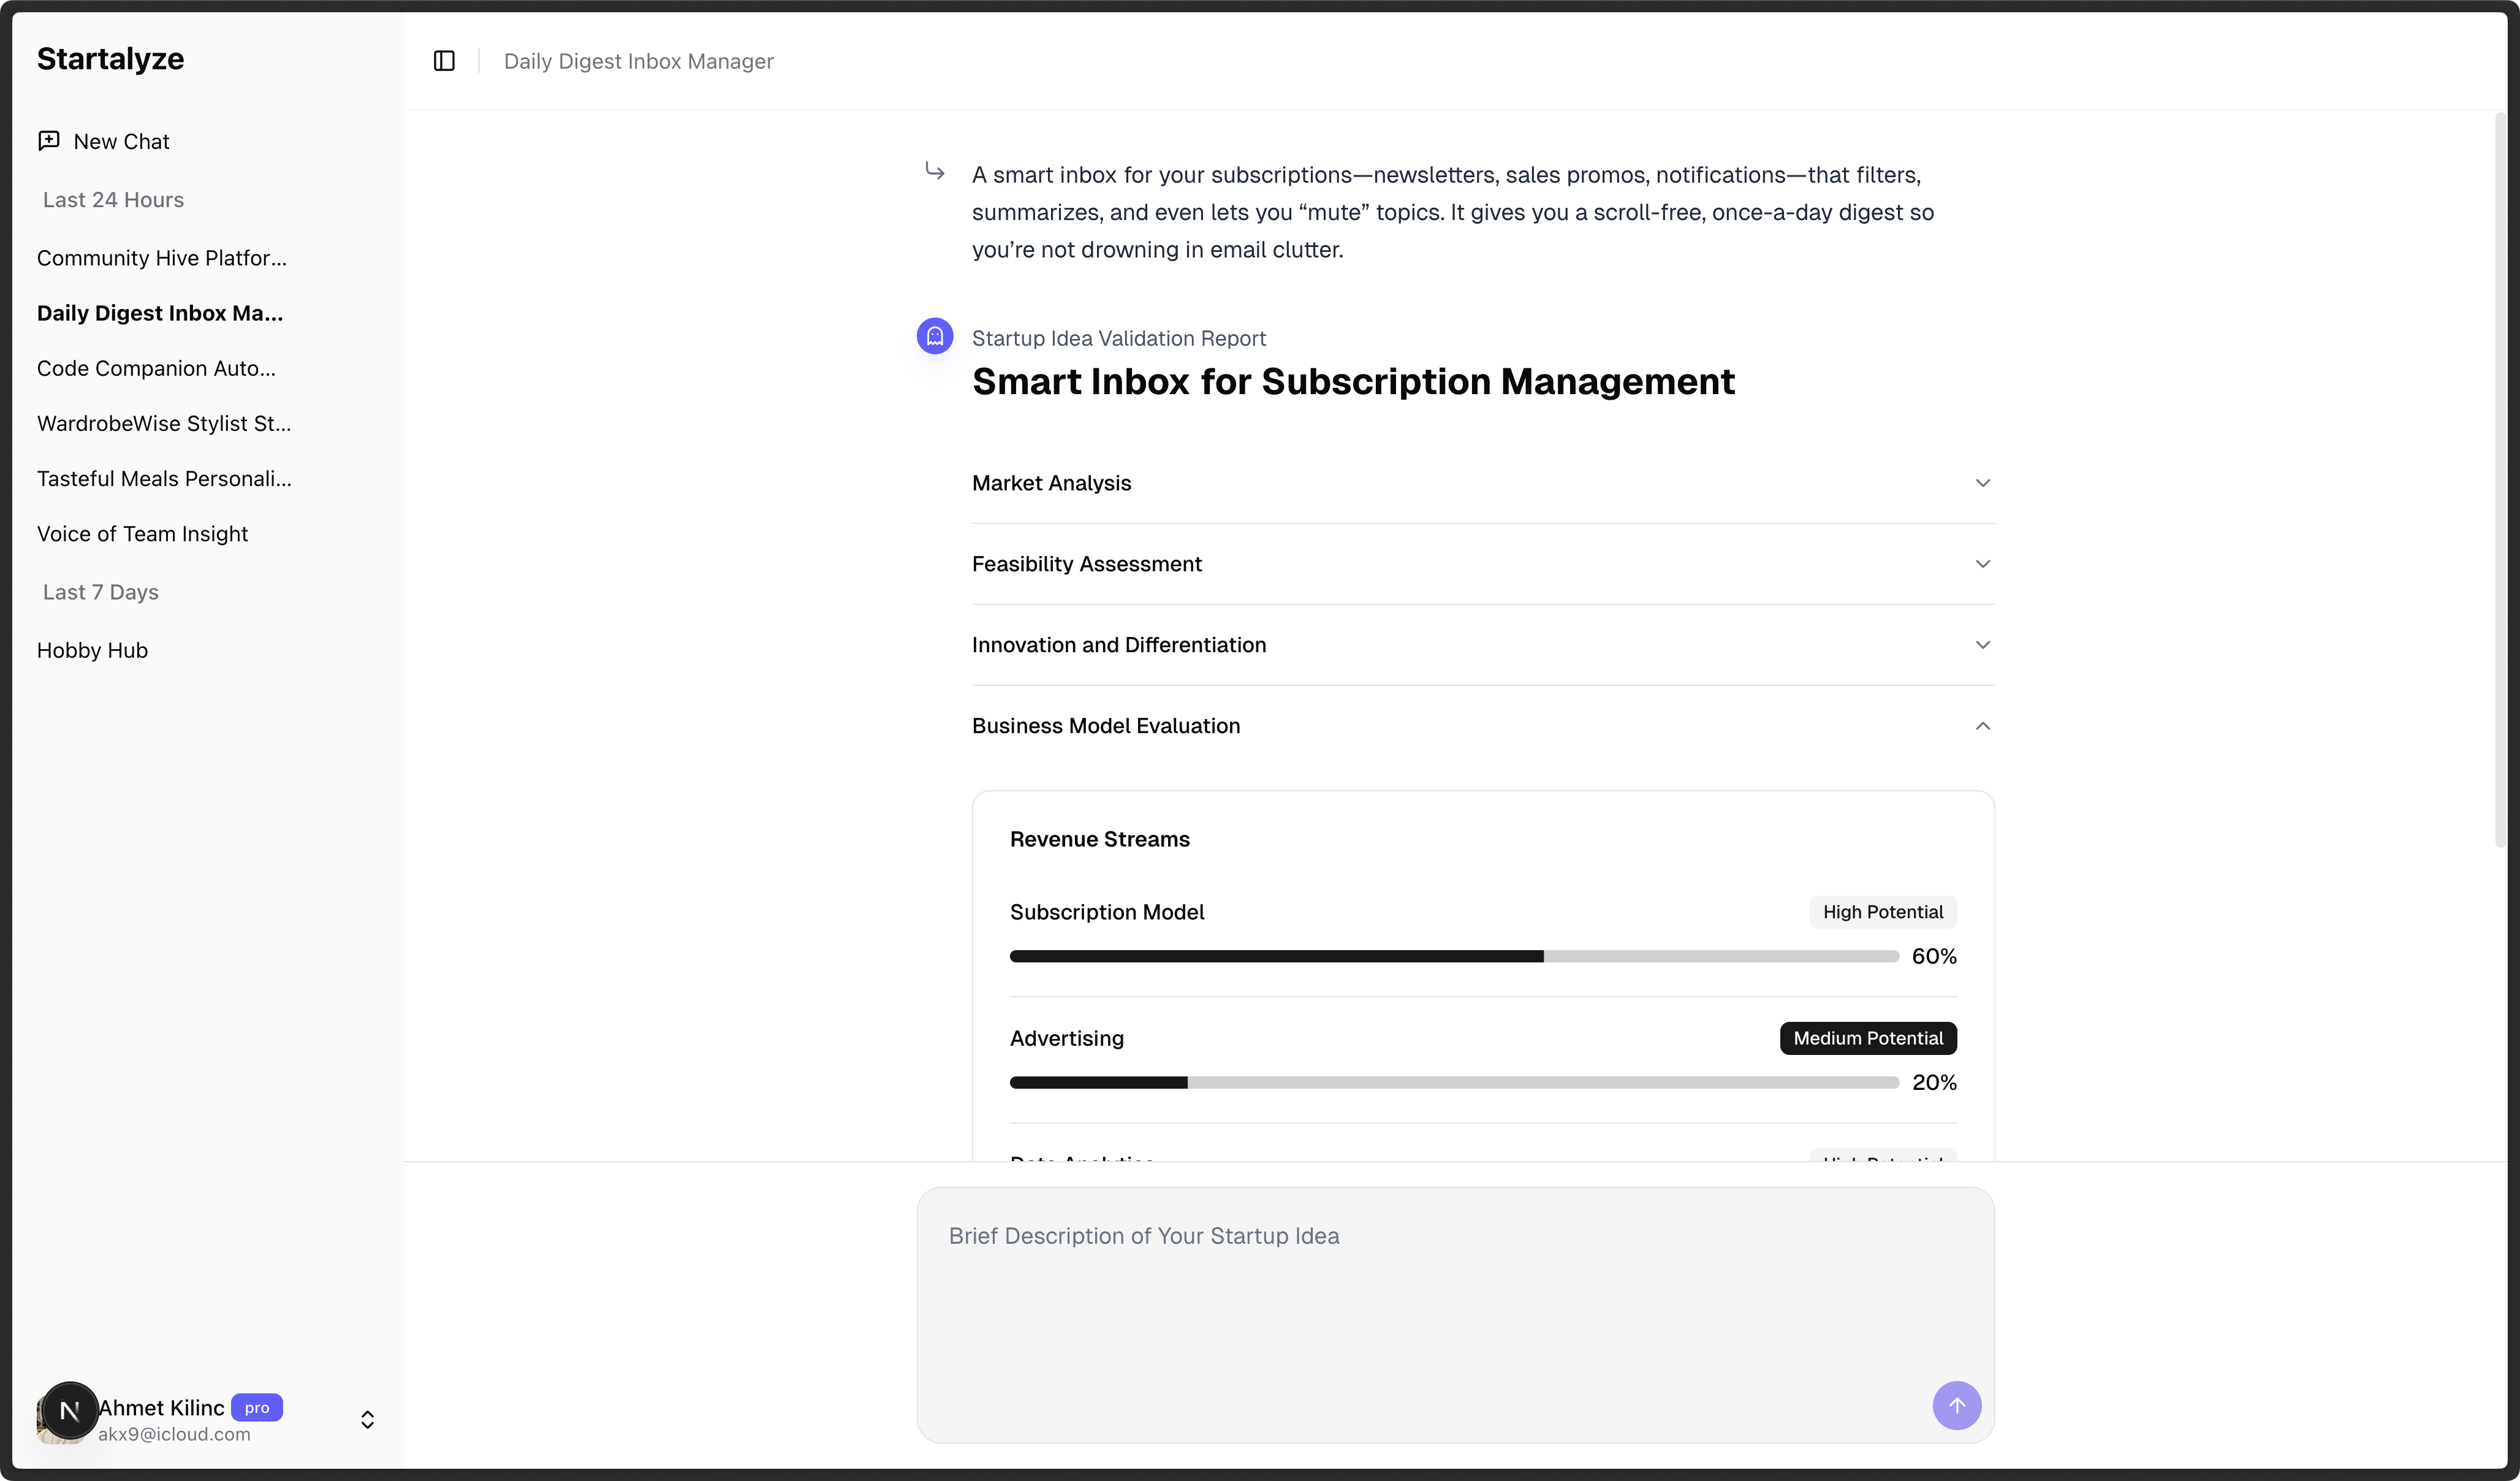 Startalyze
New Chat
Last 24 Hours
Community Hive Platfor...
Daily Digest Inbox Ma...
Code Companion Auto...
WardrobeWise Stylist St...
Tasteful Meals Personali...
Voice of Team Insight
Last 7 Days
Hobby Hub
N
Ahmet Kilinc
pro
akx9@icloud.com
Daily Digest Inbox Manager
A smart inbox for your subscriptions—newsletters, sales promos, notifications—that filters,
summarizes, and even lets you “mute” topics. It gives you a scroll-free, once-a-day digest so
you’re not drowning in email clutter.
Startup Idea Validation Report
Smart Inbox for Subscription Management
Market Analysis
Feasibility Assessment
Innovation and Differentiation
Business Model Evaluation
Revenue Streams
Subscription Model
High Potential
60%
Advertising
Medium Potential
20%
Data Analytics
High Potential
Brief Description of Your Startup Idea